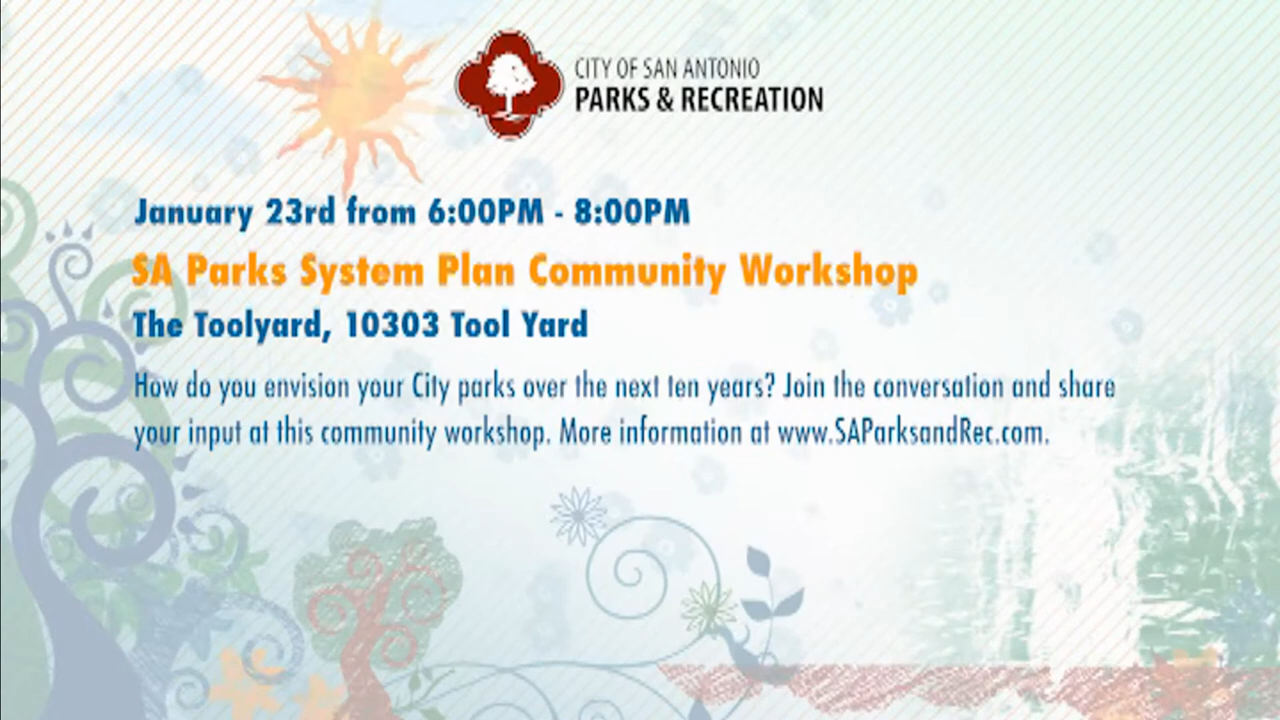 CITY OF SAN ANTONIO
PARKS & RECREATION
January 23rd from 6:00PM - 8:00PM
SA Parks System Plan Community Workshop
The Toolyard, 10303 Tool Yard
How do you envision your City parks over the next ten years? Join the conversation and share
your input at this community workshop. More information at www.SAParksandRec.com.